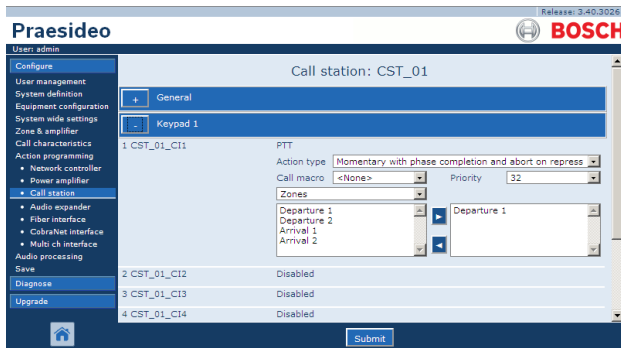 Release: 3.40.3026
Praesideo
BOSCH
User: admin
Configure
User management
System definition
Equipment configuration
System wide settings
Zone & amplifier
Call characteristics
Action programming
• Network controller
• Power amplifier
• Call station
• Audio expander
• Fiber interface
• CobraNet interface
• Multi ch interface
Audio processing
Save
Diagnose
Upgrade
Call station: CST_01
+ General
- Keypad 1
1 CST_01_CI1 PTT
Action type Momentary with phase completion and abort on repress
Call macro <None> Priority 32
Zones
Departure 1
Departure 2
Arrival 1
Arrival 2
Departure 1
2 CST_01_CI2 Disabled
3 CST_01_CI3 Disabled
4 CST_01_CI4 Disabled
Submit